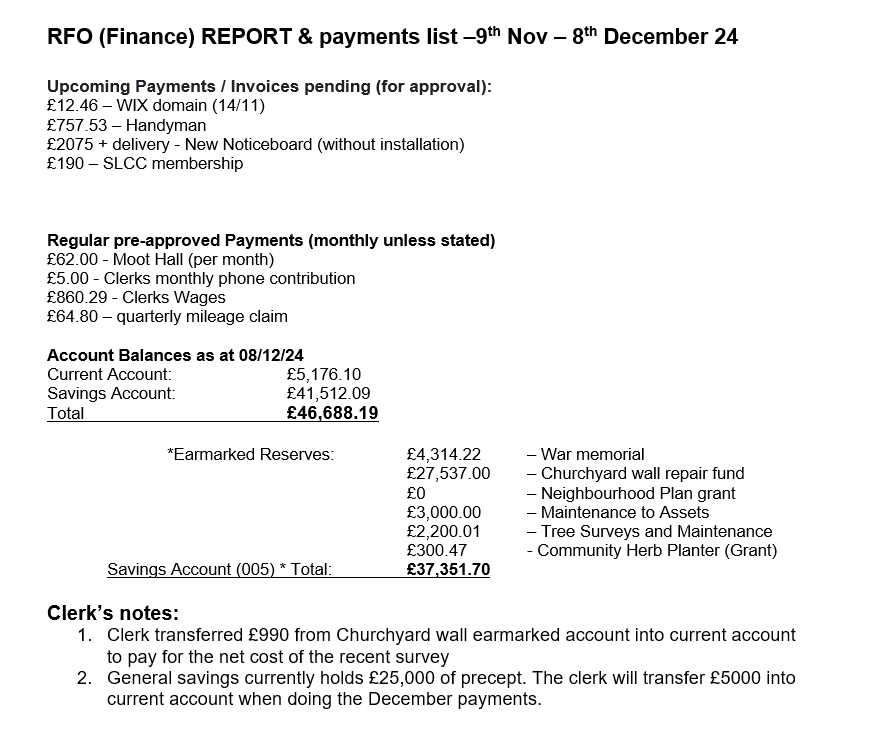 RFO (Finance) REPORT & payments list –9th Nov – 8th December 24
Upcoming Payments / Invoices pending (for approval):
£12.46 – WIX domain (14/11)
£757.53 – Handyman
£2075 + delivery - New Noticeboard (without installation)
£190 – SLCC membership
Regular pre-approved Payments (monthly unless stated)
£62.00 - Moot Hall (per month)
£5.00 - Clerks monthly phone contribution
£860.29 - Clerks Wages
£64.80 – quarterly mileage claim
Account Balances as at 08/12/24
Current Account: £5,176.10
Savings Account: £41,512.09
Total £46,688.19
*Earmarked Reserves: £4,314.22 – War memorial
£27,537.00 – Churchyard wall repair fund
£0 – Neighbourhood Plan grant
£3,000.00 – Maintenance to Assets
£2,200.01 – Tree Surveys and Maintenance
£300.47 - Community Herb Planter (Grant)
Savings Account (005) * Total: £37,351.70
Clerk's notes:
1. Clerk transferred £990 from Churchyard wall earmarked account into current account
to pay for the net cost of the recent survey
2. General savings currently holds £25,000 of precept. The clerk will transfer £5000 into
current account when doing the December payments.